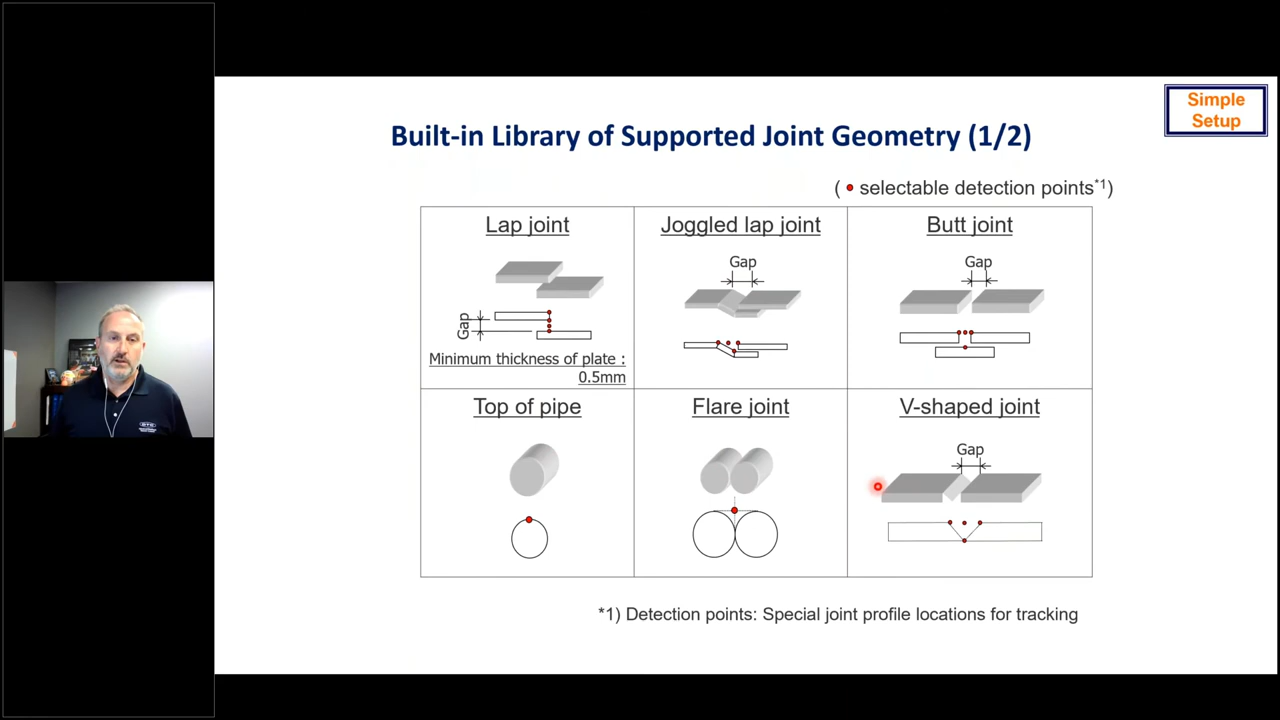 Simple
Setup
Built-in Library of Supported Joint Geometry (1/2)
( selectable detection points*1)
Lap joint
Joggled lap joint
Butt joint
Gap
Gap
Gap
Minimum thickness of plate :
0.5mm
Top of pipe
Flare joint
V-shaped joint
Gap
*1) Detection points: Special joint profile locations for tracking